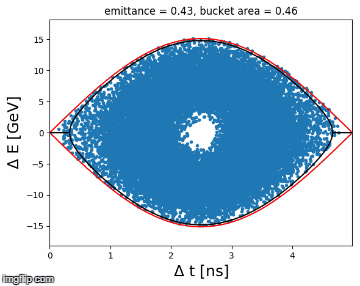 emittance = 0.43, bucket area = 0.46
Δ E [GeV]
15
10
5
0
−5
−10
−15
0 1 2 3 4
Δ t [ns]
imgflip.com